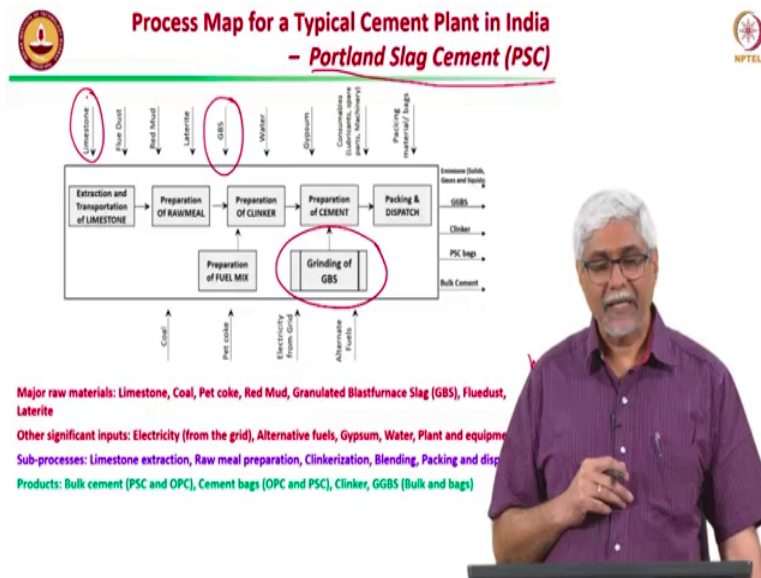 Process Map for a Typical Cement Plant in India
– Portland Slag Cement (PSC)
NPTEL
Limestone
Flue Dust
Red Mud
Laterite
GBS
Water
Gypsum
Consumables
(Lubricants, spare
parts, Machinery)
Packing
material/ bags
Extraction and
Transportation
of LIMESTONE
Preparation
of RAWMEAL
Preparation
of CLINKER
Preparation
of CEMENT
Packing &
DISPATCH
Preparation
of FUEL MIX
Grinding of
GBS
Emissions (Solids,
Gases and liquids)
GGBS
Clinker
PSC bags
Bulk Cement
Coal
Pet coke
Electricity
from Grid
Alternate
Fuels
Major raw materials: Limestone, Coal, Pet coke, Red Mud, Granulated Blastfurnace Slag (GBS), Fluedust,
Laterite
Other significant inputs: Electricity (from the grid), Alternative fuels, Gypsum, Water, Plant and equipme
Sub-processes: Limestone extraction, Raw meal preparation, Clinkerization, Blending, Packing and disp
Products: Bulk cement (PSC and OPC), Cement bags (OPC and PSC), Clinker, GGBS (Bulk and bags)